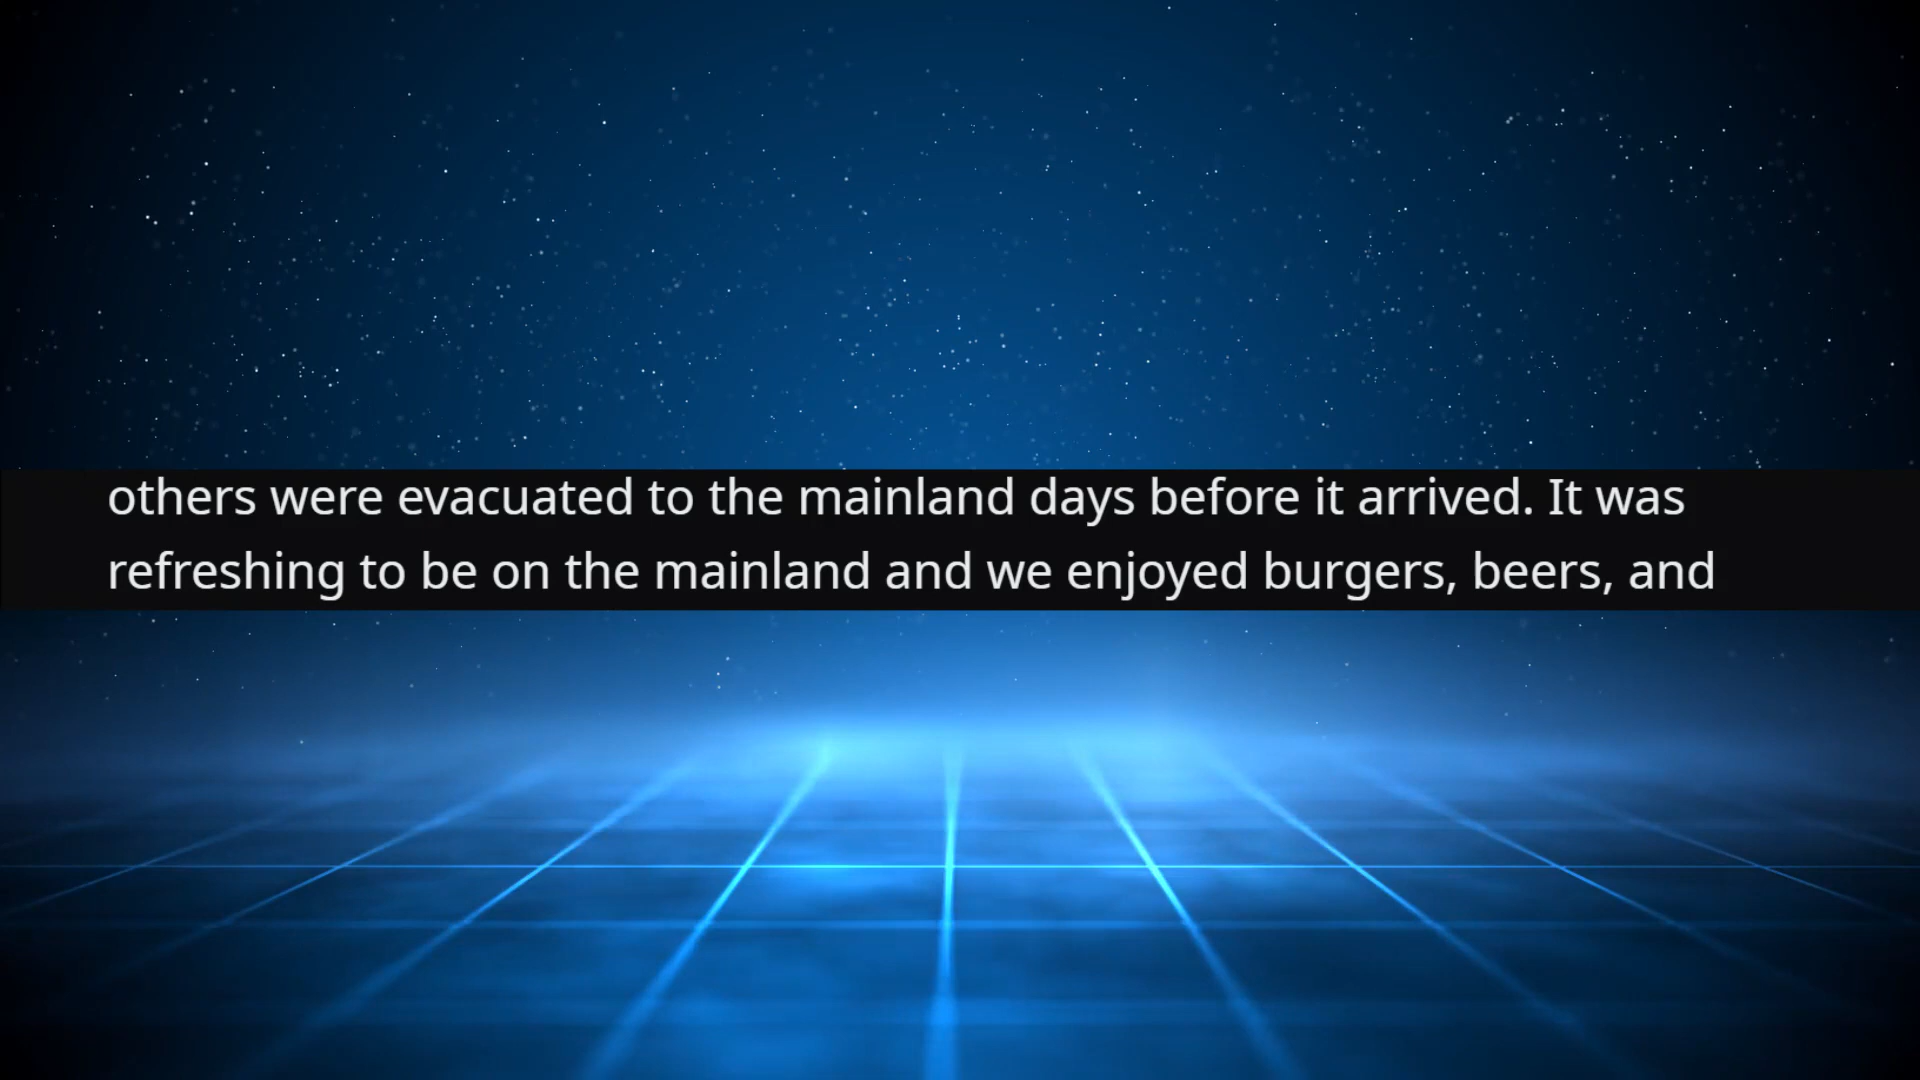 others were evacuated to the mainland days before it arrived. It was
refreshing to be on the mainland and we enjoyed burgers, beers, and